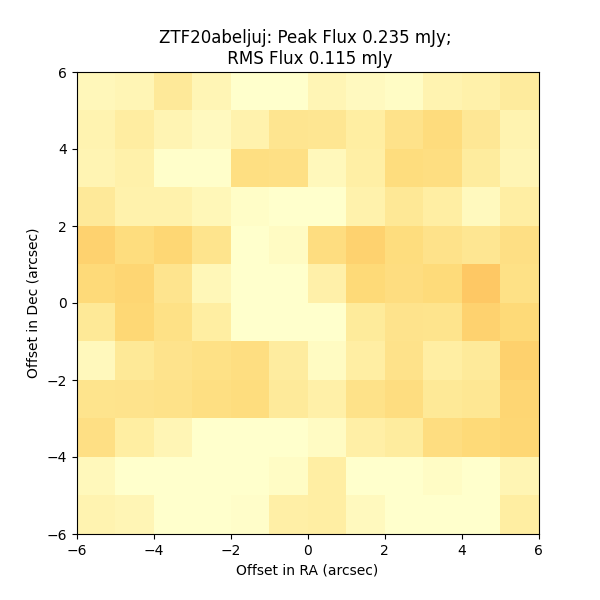 ZTF20abeljuj: Peak Flux 0.235 mJy;
RMS Flux 0.115 mJy
6
4
2
0
−2
−4
−6
Offset in Dec (arcsec)
−6 −4 −2 0 2 4 6
Offset in RA (arcsec)